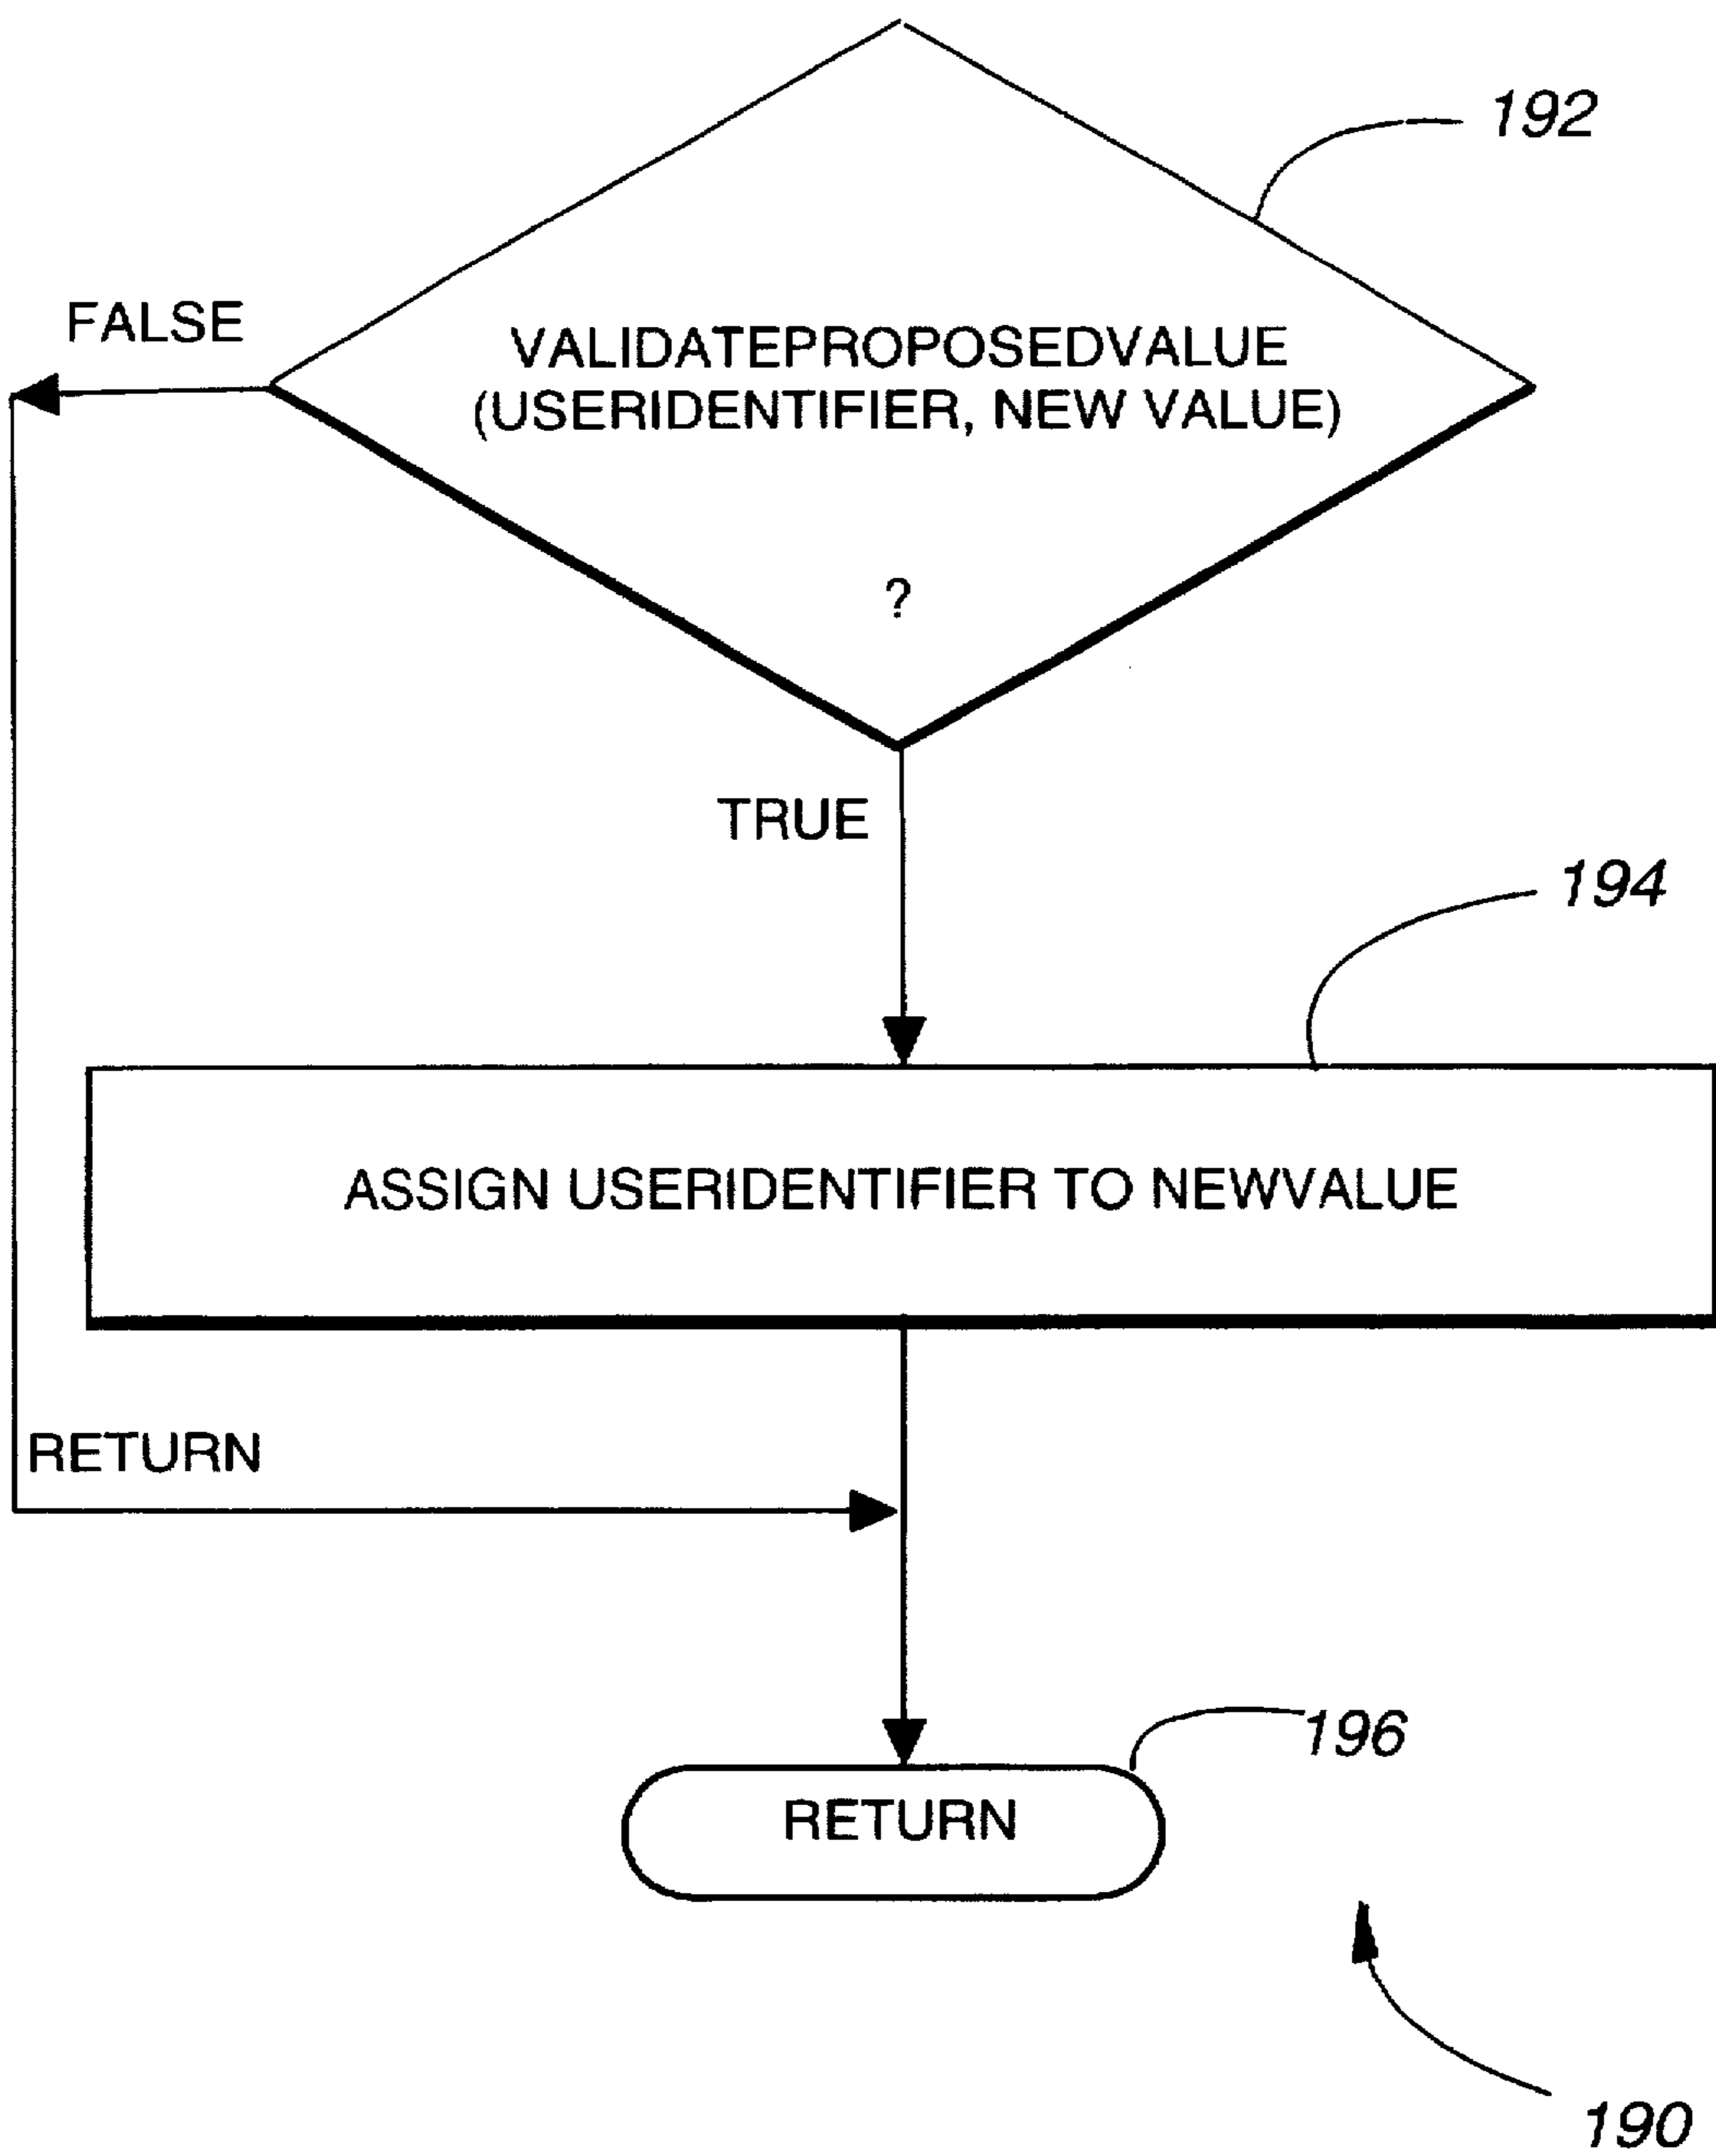 192
FALSE
VALIDATEPROPOSEDVALUE
(USERIDENTIFIER, NEW VALUE)
?
TRUE
194
ASSIGN USERIDENTIFIER TO NEWVALUE
RETURN
196
RETURN
190